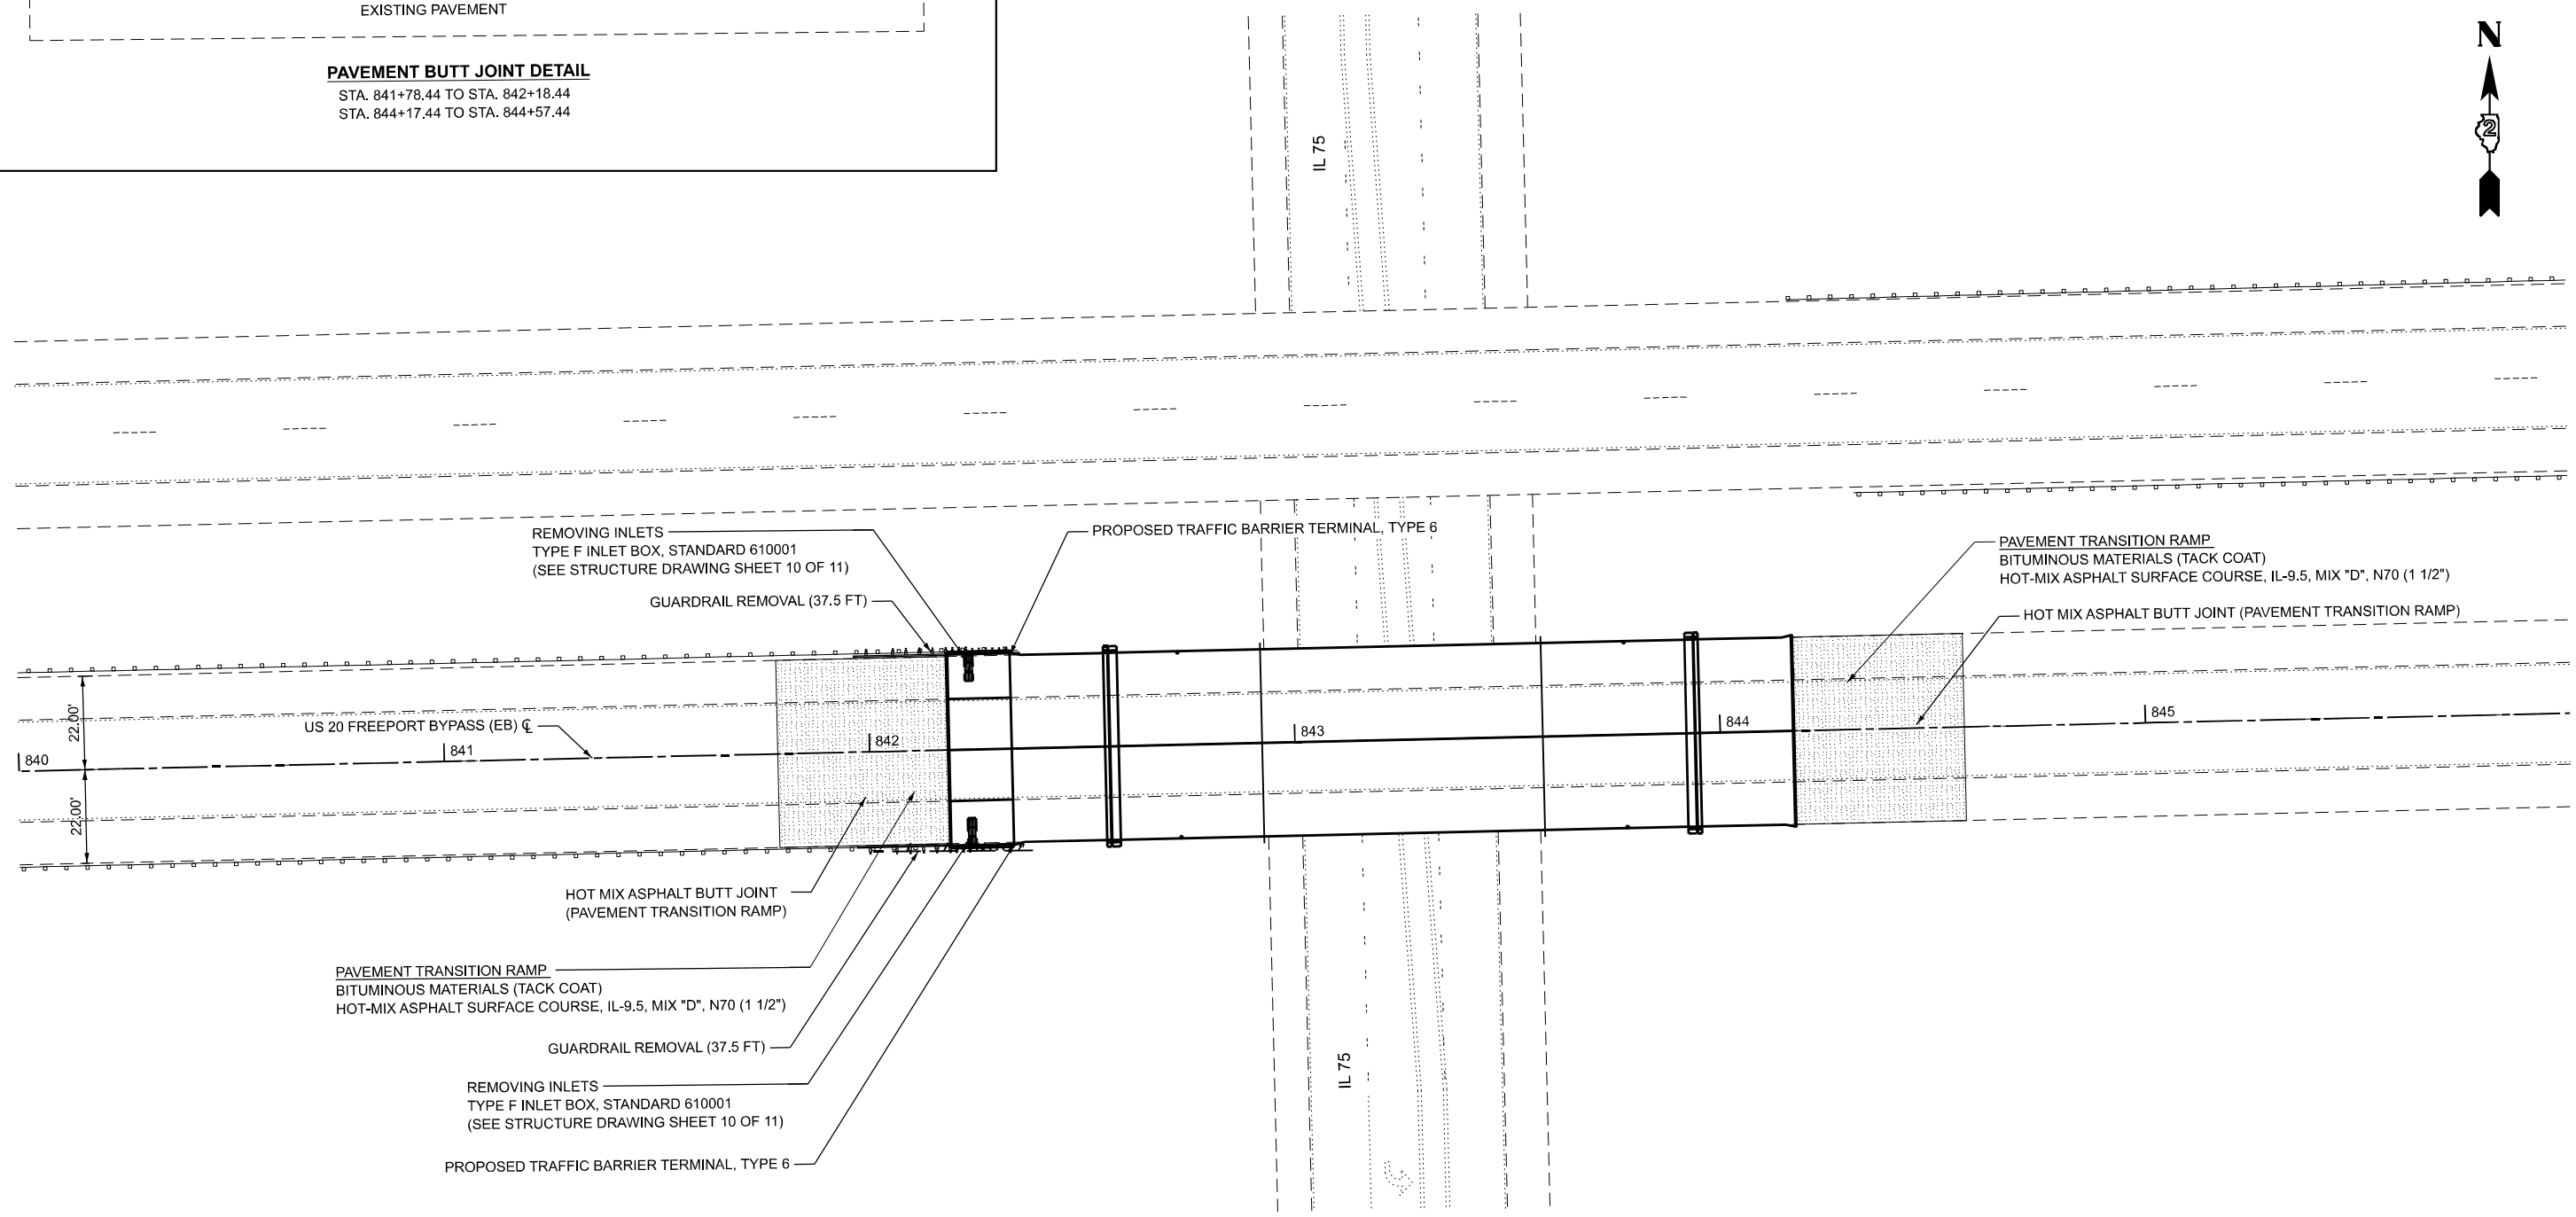 EXISTING PAVEMENT
PAVEMENT BUTT JOINT DETAIL
STA. 841+78.44 TO STA. 842+18.44
STA. 844+17.44 TO STA. 844+57.44
N
2
IL 75
REMOVING INLETS
TYPE F INLET BOX, STANDARD 610001
(SEE STRUCTURE DRAWING SHEET 10 OF 11)
GUARDRAIL REMOVAL (37.5 FT)
PROPOSED TRAFFIC BARRIER TERMINAL, TYPE 6
PAVEMENT TRANSITION RAMP
BITUMINOUS MATERIALS (TACK COAT)
HOT-MIX ASPHALT SURFACE COURSE, IL-9.5, MIX "D", N70 (1 1/2")
HOT MIX ASPHALT BUTT JOINT (PAVEMENT TRANSITION RAMP)
22.00'
22.00'
US 20 FREEPORT BYPASS (EB) ℄
840
841
842
843
844
845
HOT MIX ASPHALT BUTT JOINT
(PAVEMENT TRANSITION RAMP)
PAVEMENT TRANSITION RAMP
BITUMINOUS MATERIALS (TACK COAT)
HOT-MIX ASPHALT SURFACE COURSE, IL-9.5, MIX "D", N70 (1 1/2")
GUARDRAIL REMOVAL (37.5 FT)
REMOVING INLETS
TYPE F INLET BOX, STANDARD 610001
(SEE STRUCTURE DRAWING SHEET 10 OF 11)
PROPOSED TRAFFIC BARRIER TERMINAL, TYPE 6
IL 75